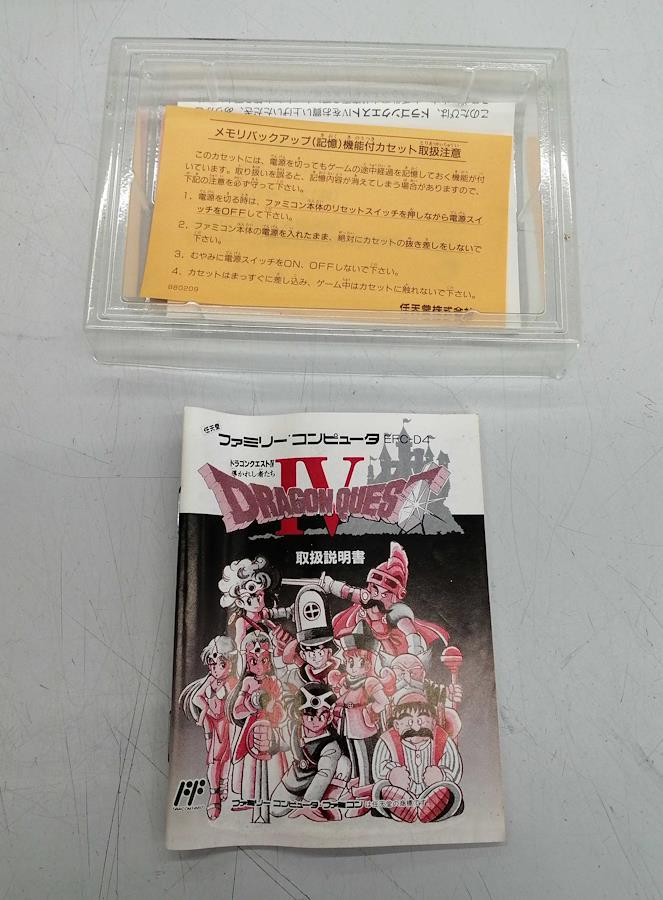 このたびは、ドラゴンクエストIVをお買い上げいただき、
メモリバックアップ(記憶)機能付カセット取扱注意
このカセットには、電源を切ってもゲームの途中経過を記憶しておく機能が付
いています。取り扱いを誤ると、記憶内容が消えてしまう場合がありますので、
下記の注意を必ず守って下さい。
1. 電源を切る時は、ファミコン本体のリセットスイッチを押しながら電源スイ
ッチをOFFして下さい。
2. ファミコン本体の電源を入れたまま、絶対にカセットの抜き差しをしないで
下さい。
3. むやみに電源スイッチをON、OFFしないで下さい。
4. カセットはまっすぐに差し込み、ゲーム中はカセットに触れないで下さい。
880209
任天堂株式会社
任天堂
ファミリーコンピュータ EFC-D4
ドラゴンクエストIV
導かれし者たち
IV
DRAGON QUEST
取扱説明書
ファミリーコンピュータ・ファミコンは任天堂の商標です。